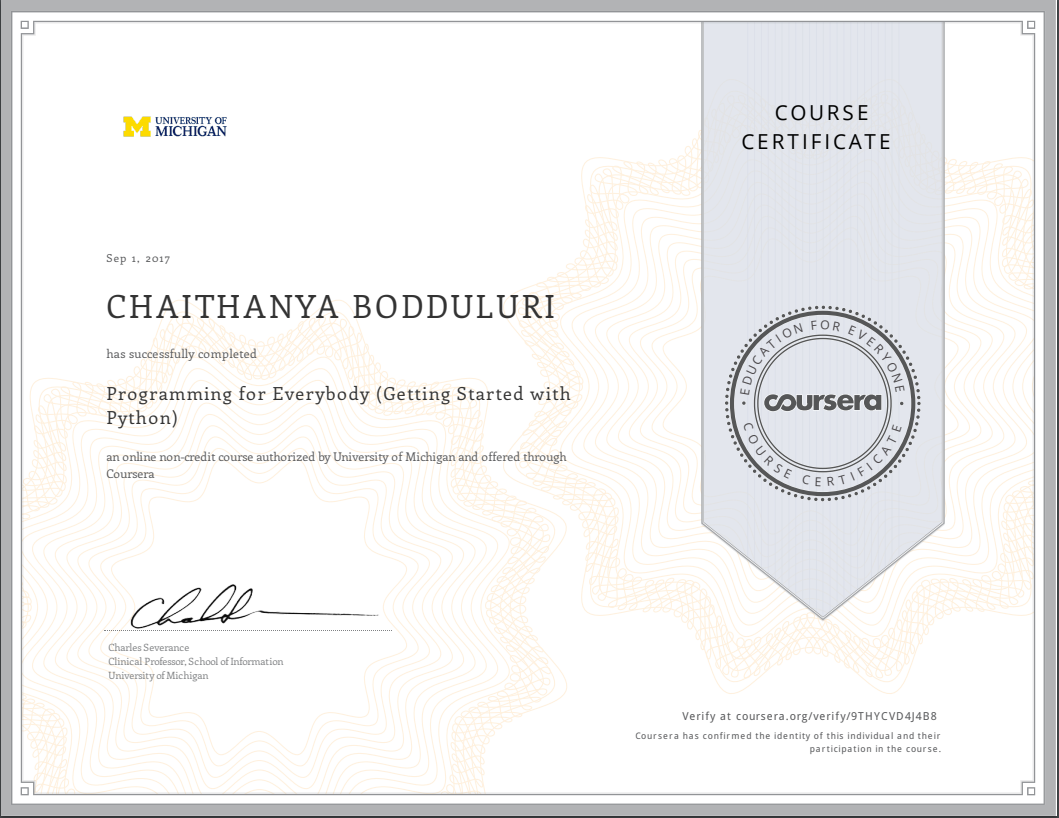 UNIVERSITY OF
MICHIGAN
COURSE
CERTIFICATE
Sep 1, 2017
CHAITHANYA BODDULURI
has successfully completed
Programming for Everybody (Getting Started with
Python)
an online non-credit course authorized by University of Michigan and offered through
Coursera
EDUCATION FOR EVERYONE
coursera
COURSE CERTIFICATE
Charles Severance
Clinical Professor, School of Information
University of Michigan
Verify at coursera.org/verify/9THYCVD4J4B8
Coursera has confirmed the identity of this individual and their
participation in the course.